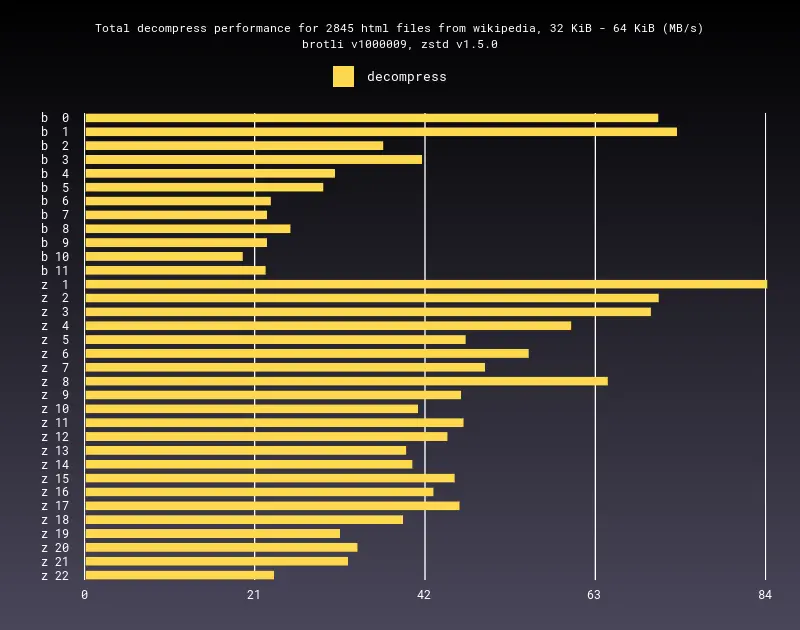 Total decompress performance for 2845 html files from wikipedia, 32 KiB - 64 KiB (MB/s)
brotli v1000009, zstd v1.5.0
decompress
b 0
b 1
b 2
b 3
b 4
b 5
b 6
b 7
b 8
b 9
b 10
b 11
z 1
z 2
z 3
z 4
z 5
z 6
z 7
z 8
z 9
z 10
z 11
z 12
z 13
z 14
z 15
z 16
z 17
z 18
z 19
z 20
z 21
z 22
0 21 42 63 84